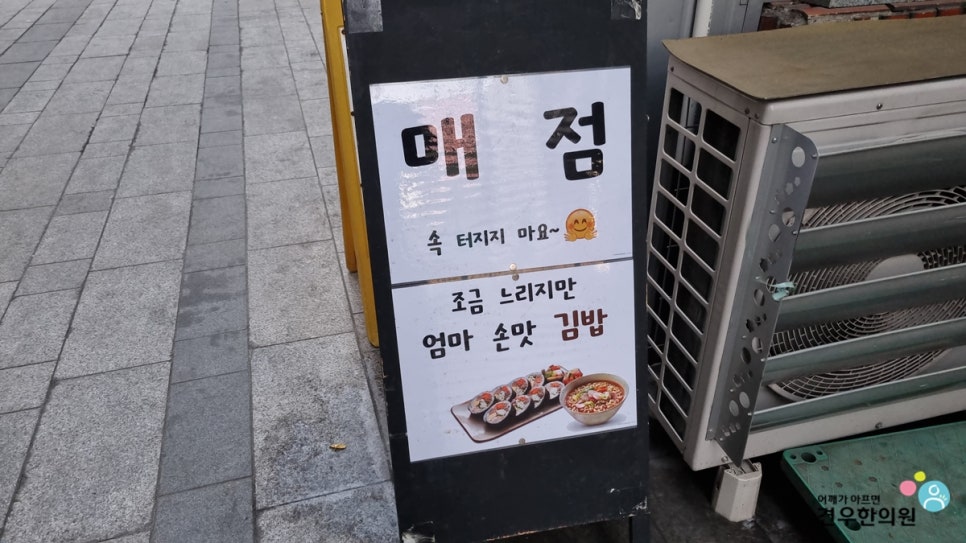 매 점
속 터지지 마요~
조금 느리지만
엄마 손맛 김밥
어깨가 아프면
경우한의원